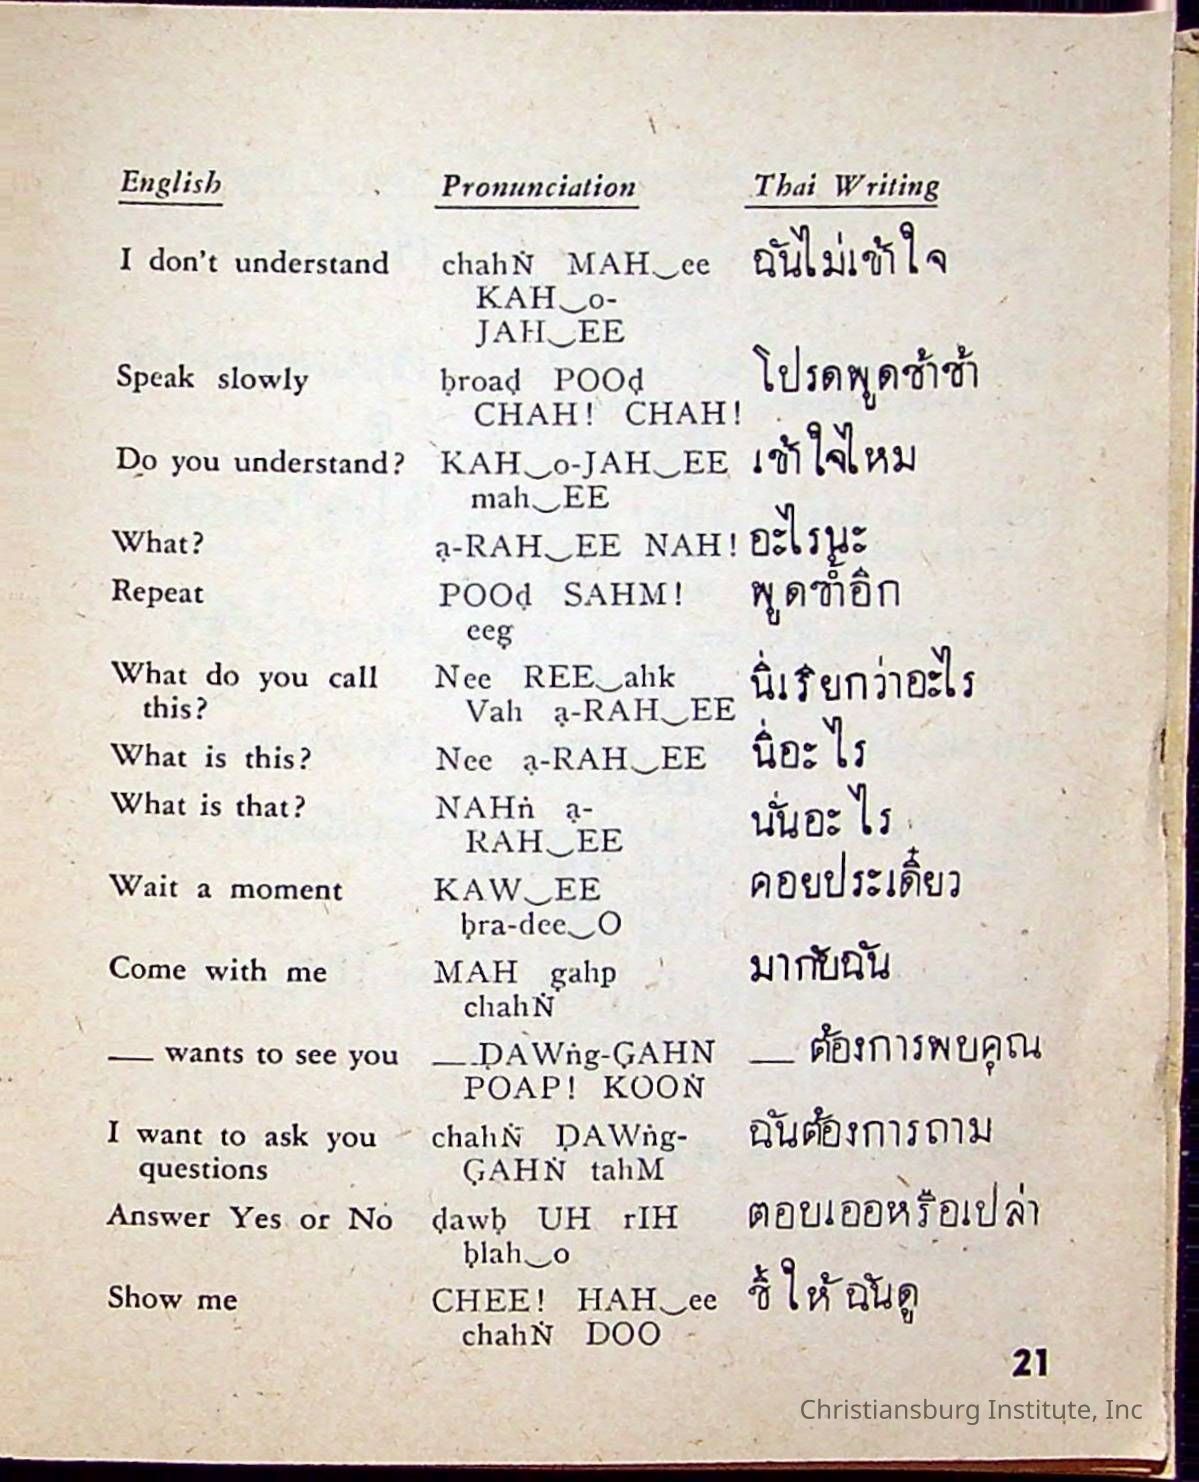 English Pronunciation Thai Writing
I don't understand chahṄ MAH‿ee ฉันไม่เข้าใจ
KAH‿o-
JAH‿EE
Speak slowly ḅroaḍ POOḍ โปรดพูดช้าช้า
CHAH! CHAH!
Do you understand? KAH‿o-JAH‿EE เข้าใจไหม
mah‿EE
What? ạ-RAH‿EE NAH! อะไรนะ
Repeat POOḍ SAHM! พูดซ้ำอีก
eeg̣
What do you call Nee REE‿ahk นี่เรียกว่าอะไร
this? Vah ạ-RAH‿EE
What is this? Nee ạ-RAH‿EE นี่อะไร
What is that? NAHṅ ạ- นั่นอะไร
RAH‿EE
Wait a moment KAW‿EE คอยประเดี๋ยว
ḅra-dee‿O
Come with me MAH gahp มากับฉัน
chahṄ
__ wants to see you __ ḌAWṅg-G̣AHN __ ต้องการพบคุณ
POAP! KOOṄ
I want to ask you chahṄ ḌAWṅg- ฉันต้องการถาม
questions G̣AHṄ tahM
Answer Yes or No ḍawḅ UH rIH ตอบเออหรือเปล่า
ḅlah‿o
Show me CHEE! HAH‿ee ชี้ให้ฉันดู
chahṄ DOO
21
Christiansburg Institute, Inc